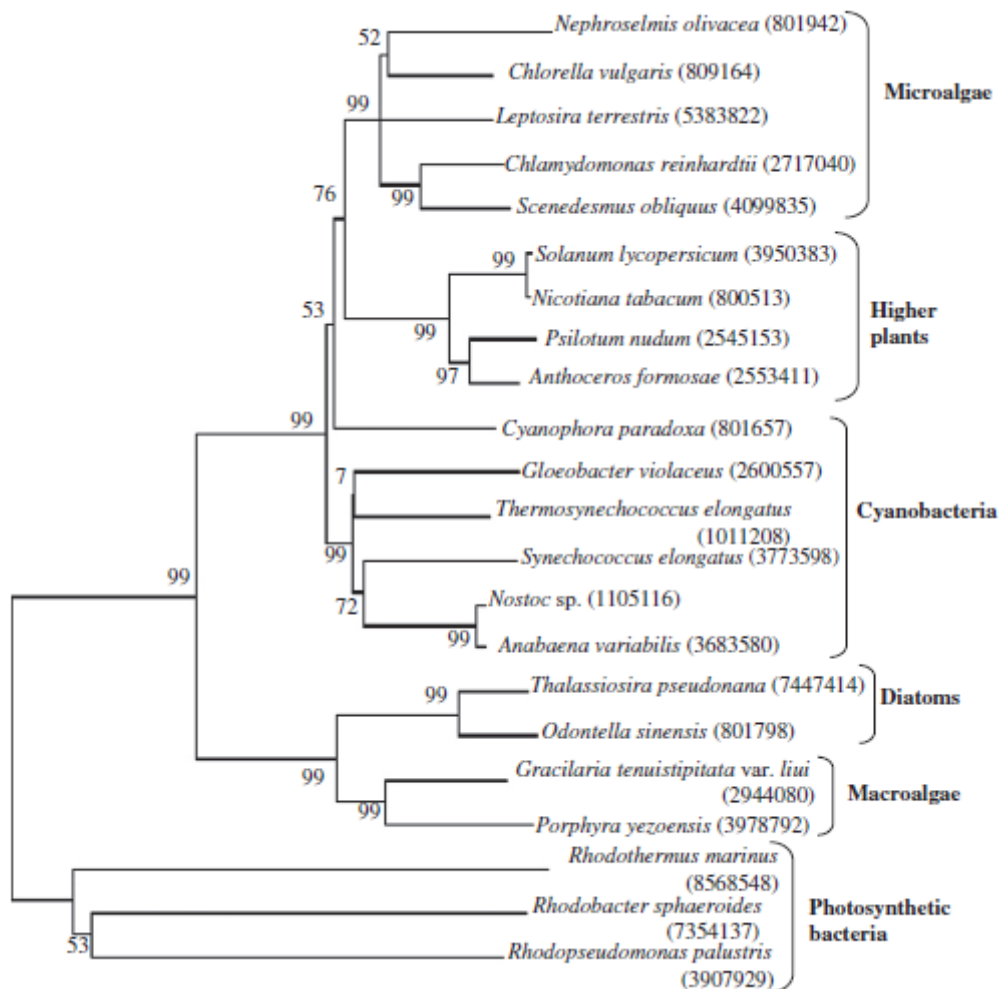 Nephroselmis olivacea (801942)
52
Chlorella vulgaris (809164)
Microalgae
99
Leptosira terrestris (5383822)
Chlamydomonas reinhardtii (2717040)
76
99
Scenedesmus obliquus (4099835)
Solanum lycopersicum (3950383)
99
Nicotiana tabacum (800513)
53
Higher
plants
99
Psilotum nudum (2545153)
97
Anthoceros formosae (2553411)
99
Cyanophora paradoxa (801657)
7
Gloeobacter violaceus (2600557)
Thermosynechococcus elongatus
(1011208)
Cyanobacteria
99
Synechococcus elongatus (3773598)
99
72
Nostoc sp. (1105116)
99
Anabaena variabilis (3683580)
99
Thalassiosira pseudonana (7447414)
Diatoms
Odontella sinensis (801798)
99
Gracilaria tenuistipitata var. liui
(2944080)
Macroalgae
99
Porphyra yezoensis (3978792)
Rhodothermus marinus
(8568548)
Rhodobacter sphaeroides
(7354137)
Photosynthetic
bacteria
53
Rhodopseudomonas palustris
(3907929)